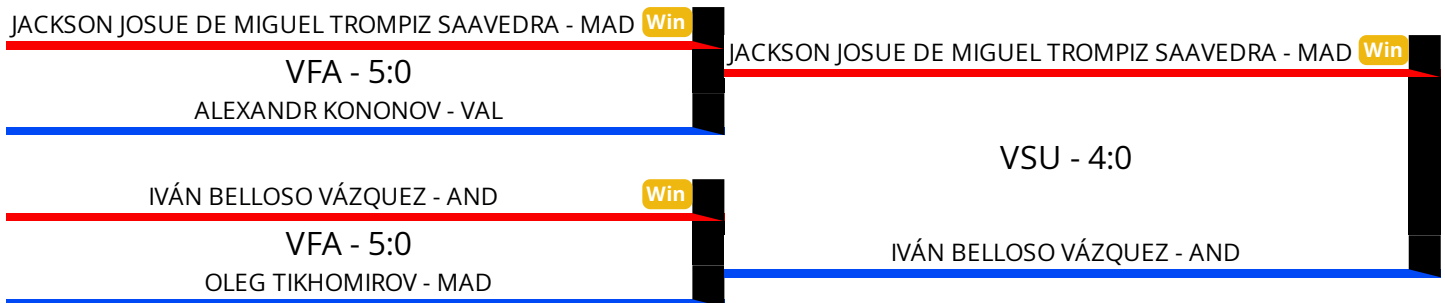 JACKSON JOSUE DE MIGUEL TROMPIZ SAAVEDRA - MAD Win
VFA - 5:0
ALEXANDR KONONOV - VAL
IVÁN BELLOSO VÁZQUEZ - AND Win
VFA - 5:0
OLEG TIKHOMIROV - MAD
JACKSON JOSUE DE MIGUEL TROMPIZ SAAVEDRA - MAD Win
VSU - 4:0
IVÁN BELLOSO VÁZQUEZ - AND